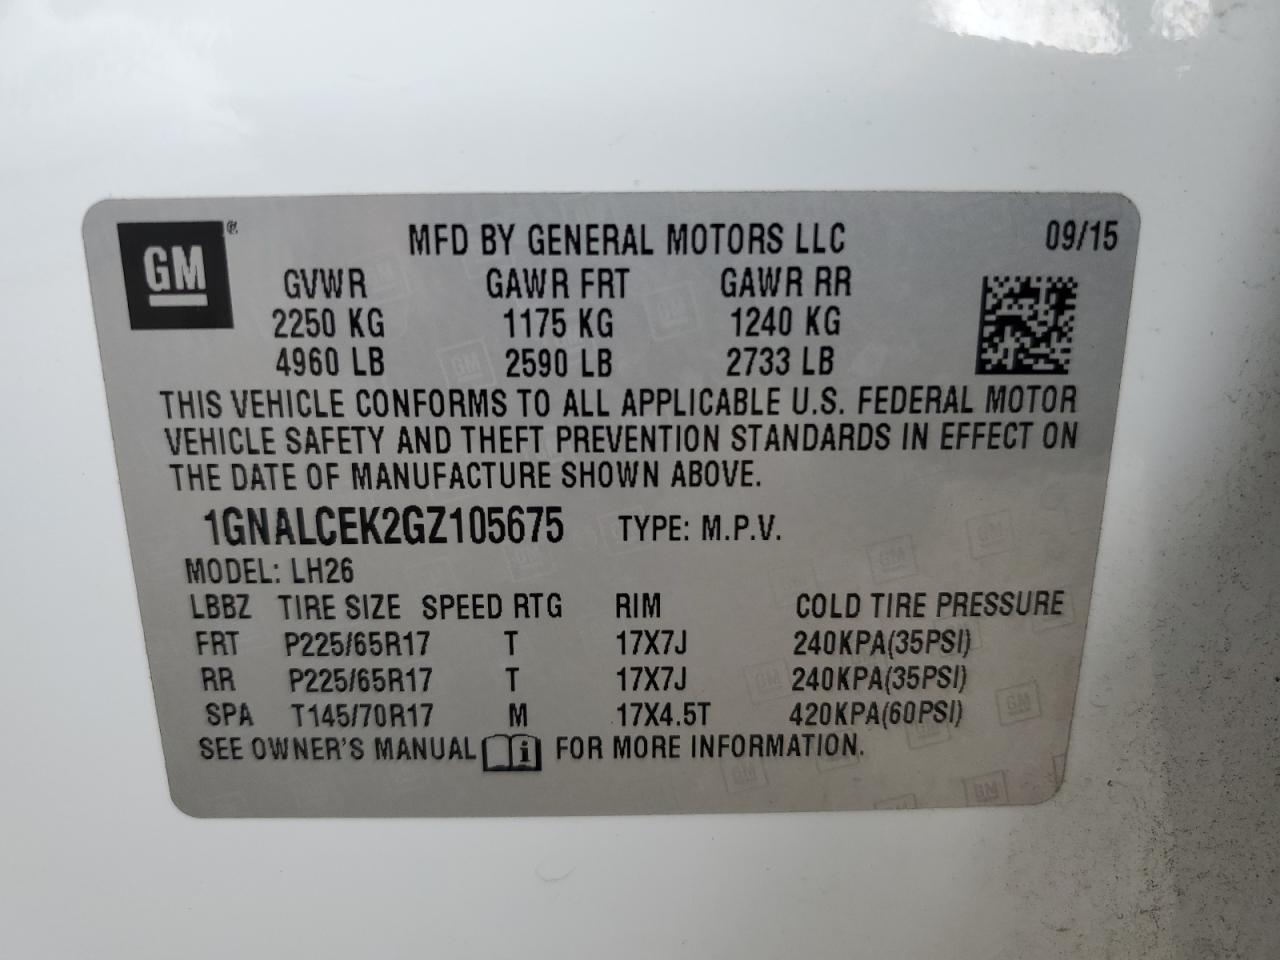 GM ® MFD BY GENERAL MOTORS LLC 09/15
GVWR GAWR FRT GAWR RR
2250 KG 1175 KG 1240 KG
4960 LB 2590 LB 2733 LB
THIS VEHICLE CONFORMS TO ALL APPLICABLE U.S. FEDERAL MOTOR
VEHICLE SAFETY AND THEFT PREVENTION STANDARDS IN EFFECT ON
THE DATE OF MANUFACTURE SHOWN ABOVE.
1GNALCEK2GZ105675 TYPE: M.P.V.
MODEL: LH26
LBBZ TIRE SIZE SPEED RTG RIM COLD TIRE PRESSURE
FRT P225/65R17 T 17X7J 240KPA(35PSI)
RR P225/65R17 T 17X7J 240KPA(35PSI)
SPA T145/70R17 M 17X4.5T 420KPA(60PSI)
SEE OWNER'S MANUAL i FOR MORE INFORMATION.